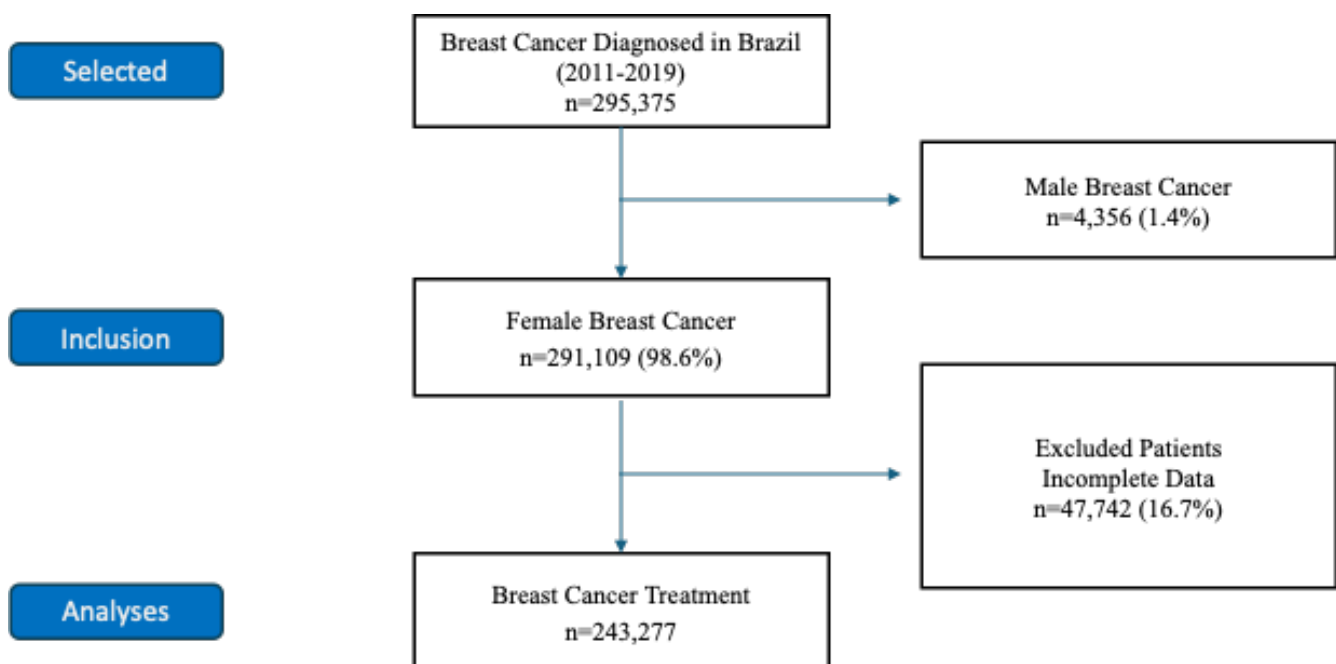 Selected
Breast Cancer Diagnosed in Brazil
(2011-2019)
n=295,375
Male Breast Cancer
n=4,356 (1.4%)
Inclusion
Female Breast Cancer
n=291,109 (98.6%)
Excluded Patients
Incomplete Data
n=47,742 (16.7%)
Analyses
Breast Cancer Treatment
n=243,277